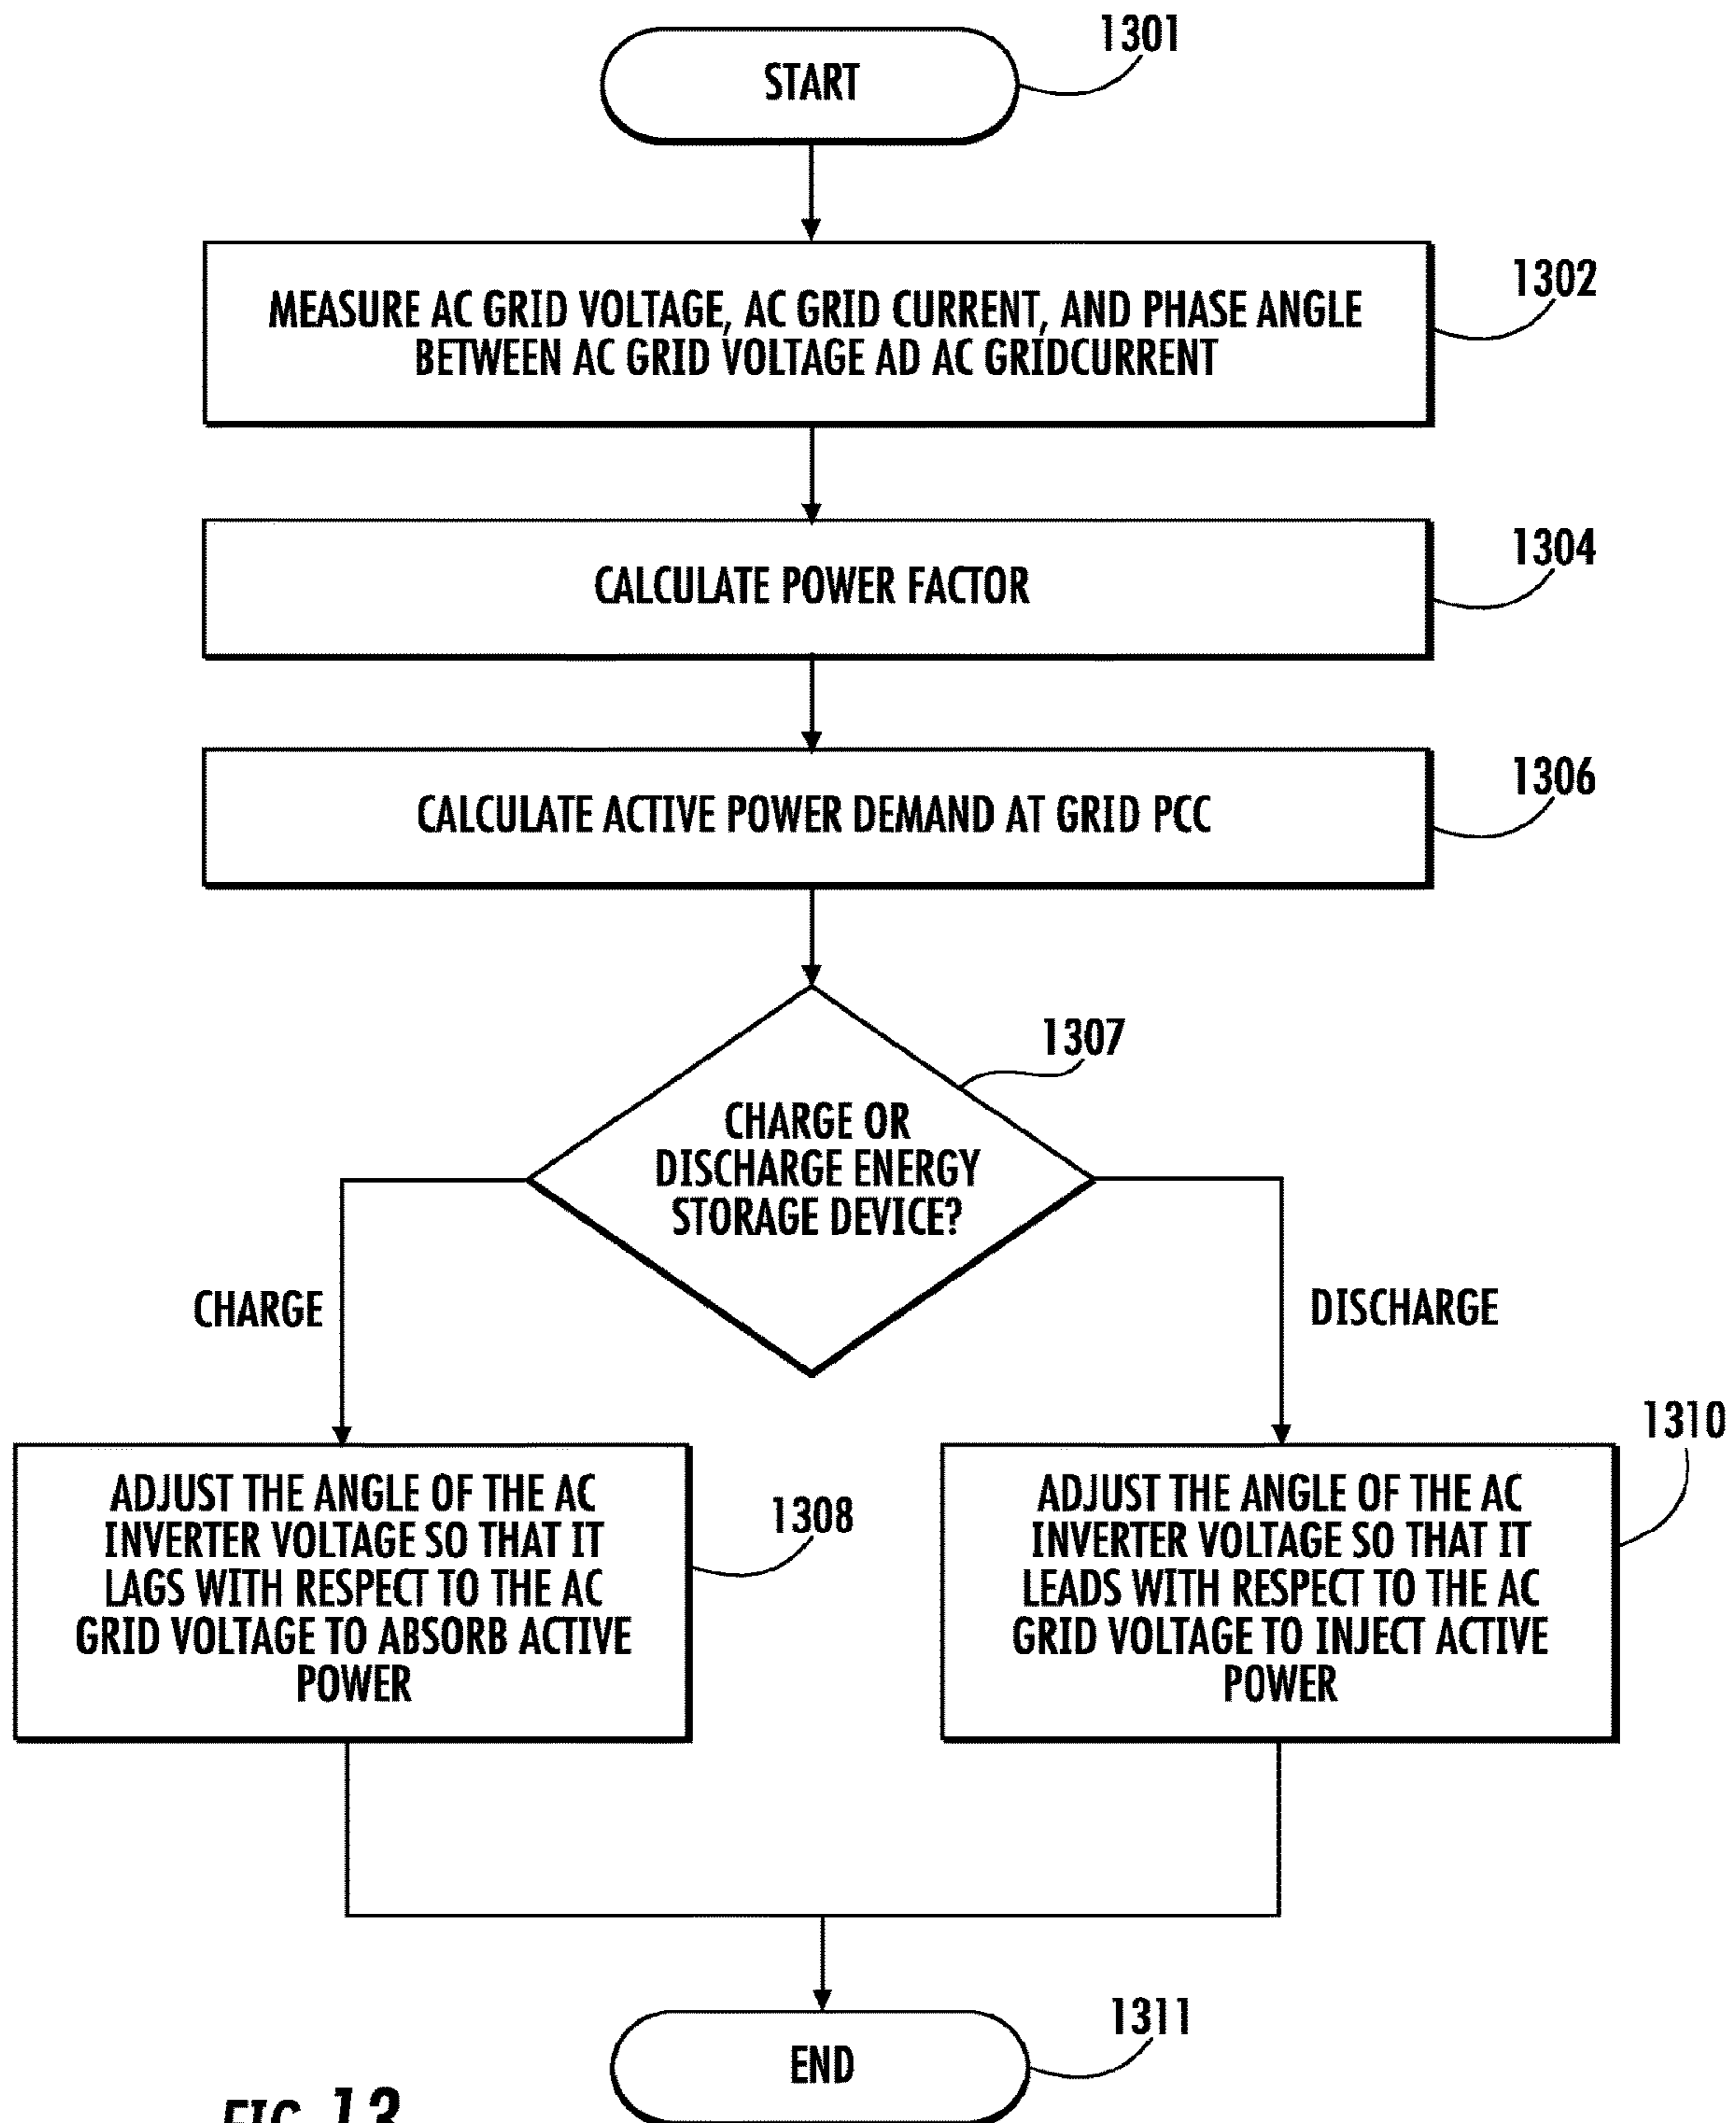 1301
START
1302
MEASURE AC GRID VOLTAGE, AC GRID CURRENT, AND PHASE ANGLE
BETWEEN AC GRID VOLTAGE AD AC GRIDCURRENT
1304
CALCULATE POWER FACTOR
1306
CALCULATE ACTIVE POWER DEMAND AT GRID PCC
1307
CHARGE OR
DISCHARGE ENERGY
STORAGE DEVICE?
CHARGE
DISCHARGE
1310
ADJUST THE ANGLE OF THE AC
INVERTER VOLTAGE SO THAT IT
LAGS WITH RESPECT TO THE AC
GRID VOLTAGE TO ABSORB ACTIVE
POWER
1308
ADJUST THE ANGLE OF THE AC
INVERTER VOLTAGE SO THAT IT
LEADS WITH RESPECT TO THE AC
GRID VOLTAGE TO INJECT ACTIVE
POWER
1311
END
FIG. 13